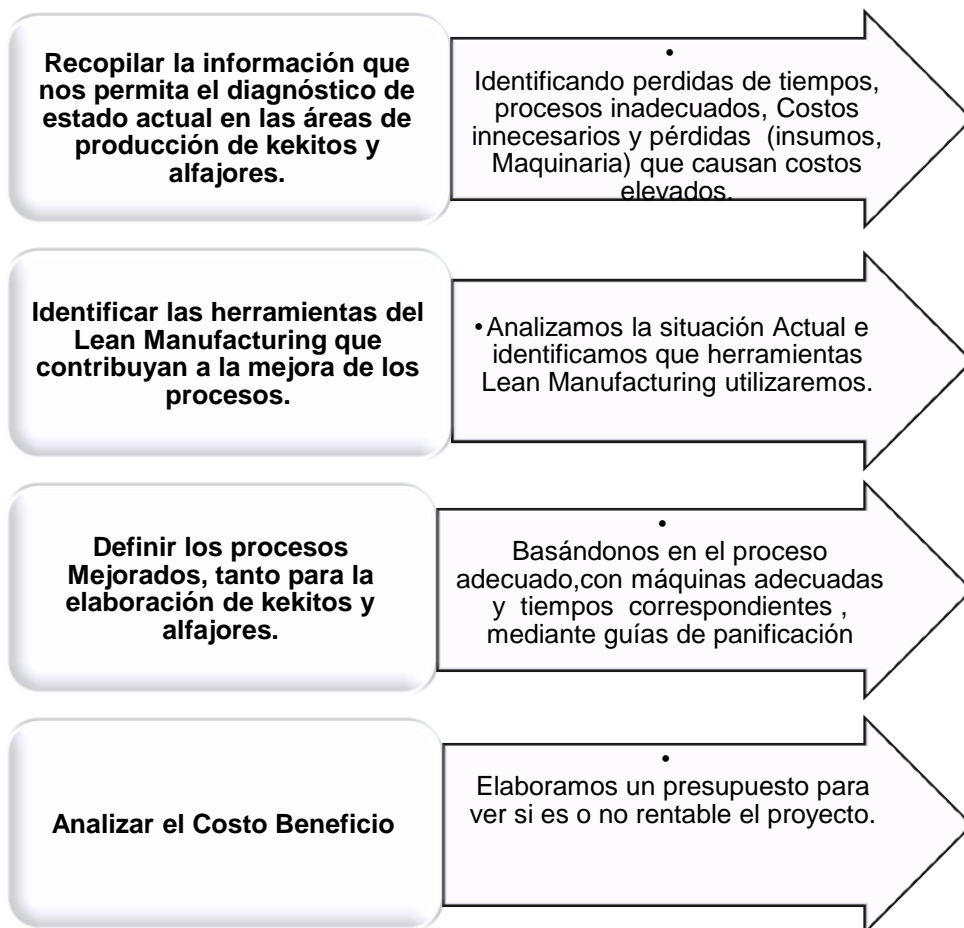 Recopilar la información que
nos permita el diagnóstico de
estado actual en las áreas de
producción de kekitos y
alfajores.
•
Identificando perdidas de tiempos,
procesos inadecuados, Costos
innecesarios y pérdidas (insumos,
Maquinaria) que causan costos
elevados.
Identificar las herramientas del
Lean Manufacturing que
contribuyan a la mejora de los
procesos.
•Analizamos la situación Actual e
identificamos que herramientas
Lean Manufacturing utilizaremos.
Definir los procesos
Mejorados, tanto para la
elaboración de kekitos y
alfajores.
•
Basándonos en el proceso
adecuado,con máquinas adecuadas
y tiempos correspondientes ,
mediante guías de panificación
Analizar el Costo Beneficio
•
Elaboramos un presupuesto para
ver si es o no rentable el proyecto.